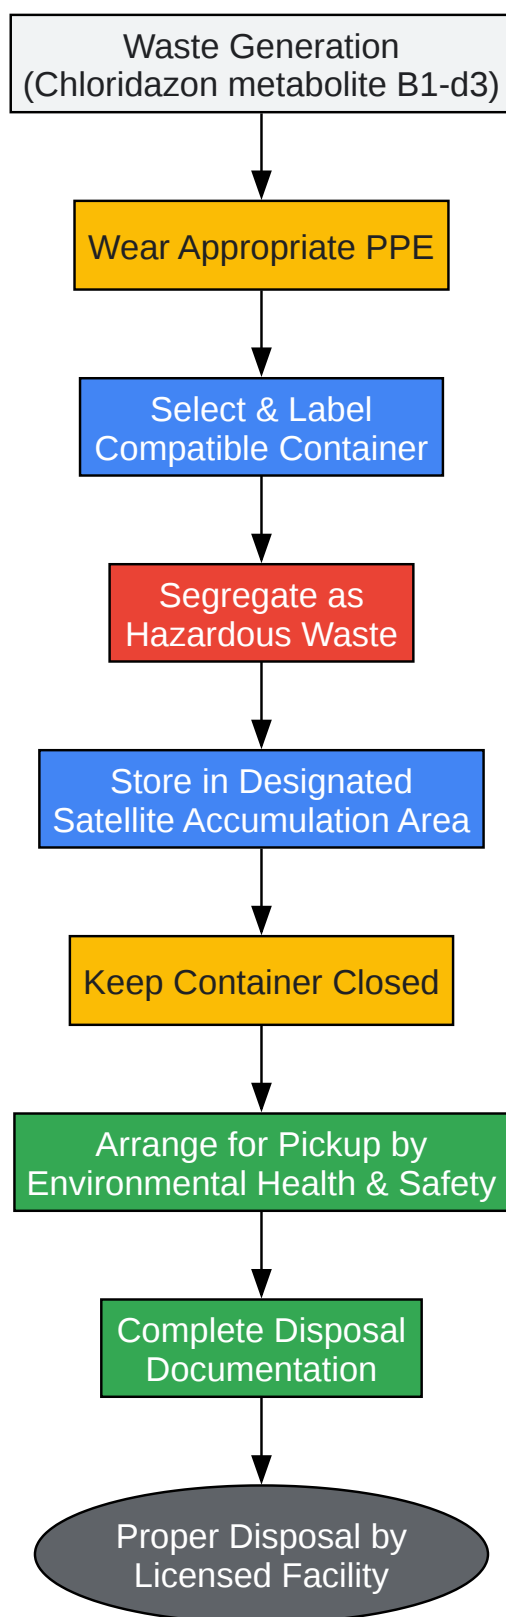 Waste Generation
(Chloridazon metabolite B1-d3)
Wear Appropriate PPE
Select & Label
Compatible Container
Segregate as
Hazardous Waste
Store in Designated
Satellite Accumulation Area
Keep Container Closed
Arrange for Pickup by
Environmental Health & Safety
Complete Disposal
Documentation
Proper Disposal by
Licensed Facility